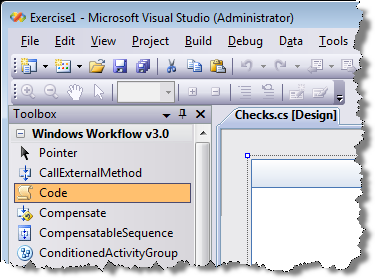 Exercise1 - Microsoft Visual Studio (Administrator)
File Edit View Project Build Debug Data Tools
Toolbox
Checks.cs [Design]
Windows Workflow v3.0
Pointer
CallExternalMethod
Code
Compensate
CompensatableSequence
ConditionedActivityGroup